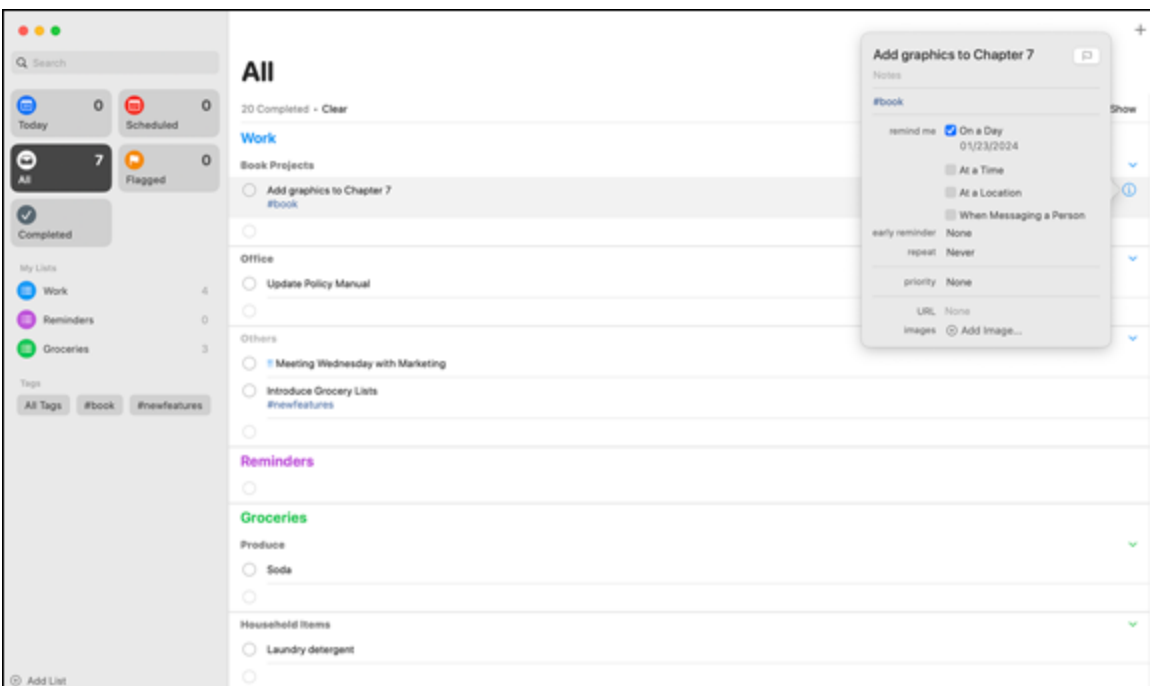 Search
0
0
Today
Scheduled
7
0
All
Flagged
Completed
My Lists
Work 4
Reminders 0
Groceries 3
Tags
All Tags #book #newfeatures
Add List
All
20 Completed • Clear
Show
Work
Book Projects
Add graphics to Chapter 7
#book
Office
Update Policy Manual
Others
!! Meeting Wednesday with Marketing
Introduce Grocery Lists
#newfeatures
Reminders
Groceries
Produce
Soda
Household Items
Laundry detergent
Add graphics to Chapter 7
Notes
#book
remind me On a Day
01/23/2024
At a Time
At a Location
When Messaging a Person
early reminder None
repeat Never
priority None
URL None
images Add Image...